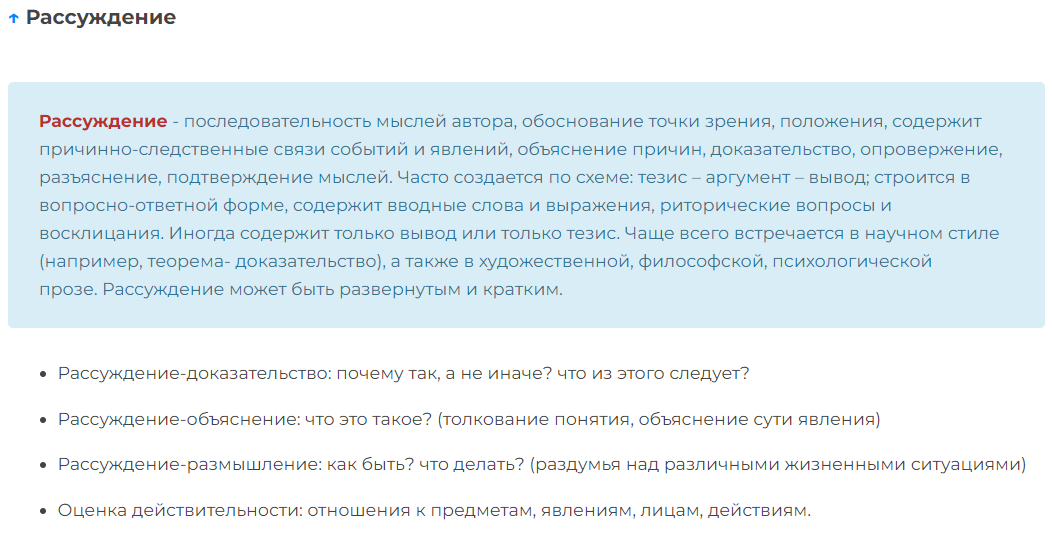 ↑ Рассуждение
Рассуждение - последовательность мыслей автора, обоснование точки зрения, положения, содержит
причинно-следственные связи событий и явлений, объяснение причин, доказательство, опровержение,
разъяснение, подтверждение мыслей. Часто создается по схеме: тезис – аргумент – вывод; строится в
вопросно-ответной форме, содержит вводные слова и выражения, риторические вопросы и
восклицания. Иногда содержит только вывод или только тезис. Чаще всего встречается в научном стиле
(например, теорема- доказательство), а также в художественной, философской, психологической
прозе. Рассуждение может быть развернутым и кратким.
• Рассуждение-доказательство: почему так, а не иначе? что из этого следует?
• Рассуждение-объяснение: что это такое? (толкование понятия, объяснение сути явления)
• Рассуждение-размышление: как быть? что делать? (раздумья над различными жизненными ситуациями)
• Оценка действительности: отношения к предметам, явлениям, лицам, действиям.